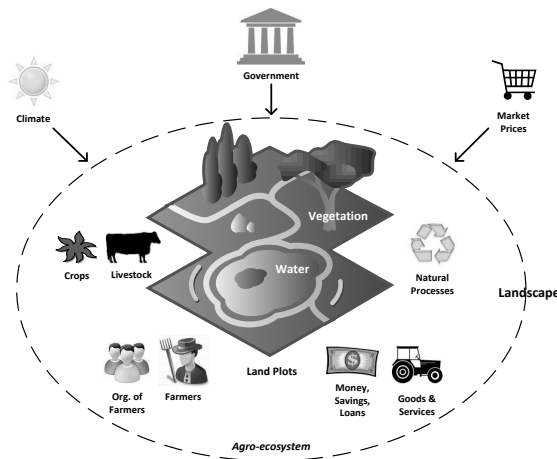 Government
Climate
Market
Prices
Vegetation
Water
Crops
Livestock
Natural
Processes
Landscape
Land Plots
Org. of
Farmers
Farmers
$
Money,
Savings,
Loans
Goods &
Services
Agro-ecosystem